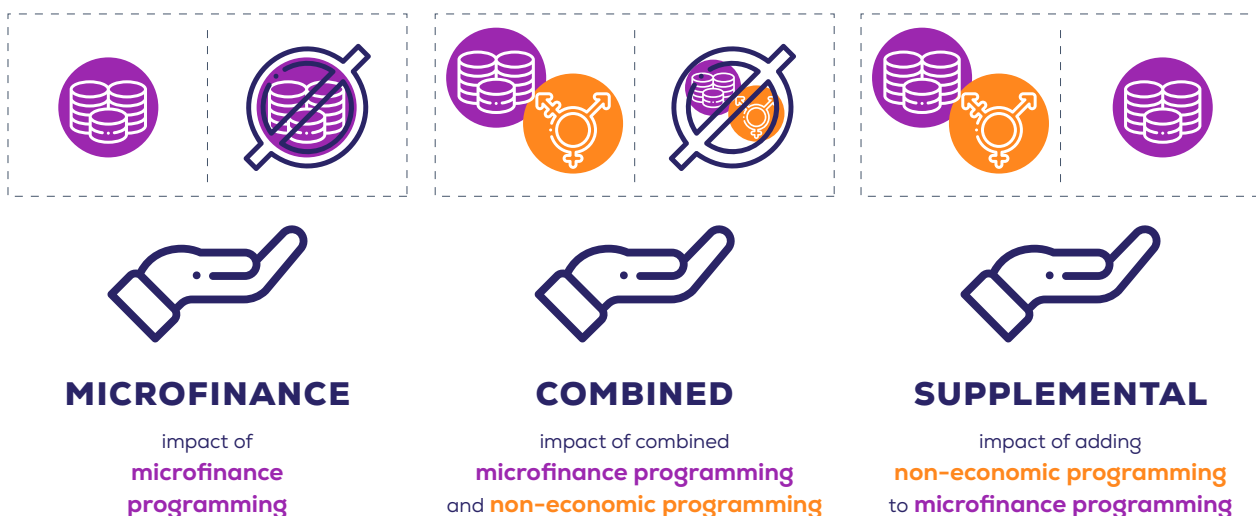 MICROFINANCE
impact of
microfinance
programming
COMBINED
impact of combined
microfinance programming
and non-economic programming
SUPPLEMENTAL
impact of adding
non-economic programming
to microfinance programming